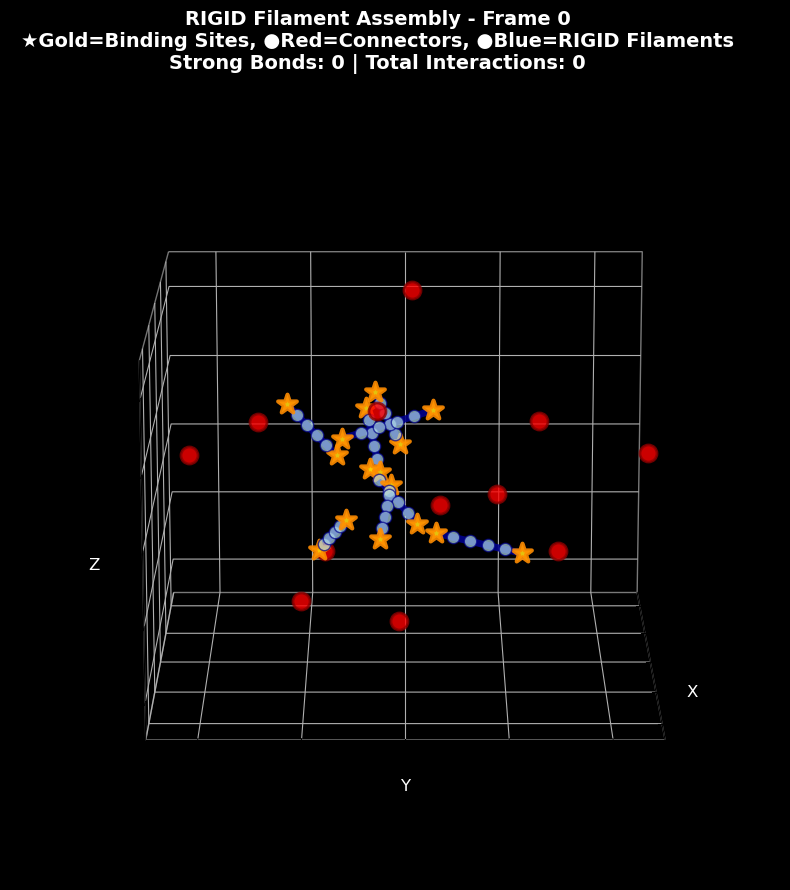 RIGID Filament Assembly - Frame 0
★Gold=Binding Sites, ●Red=Connectors, ●Blue=RIGID Filaments
Strong Bonds: 0 | Total Interactions: 0
Z
X
Y